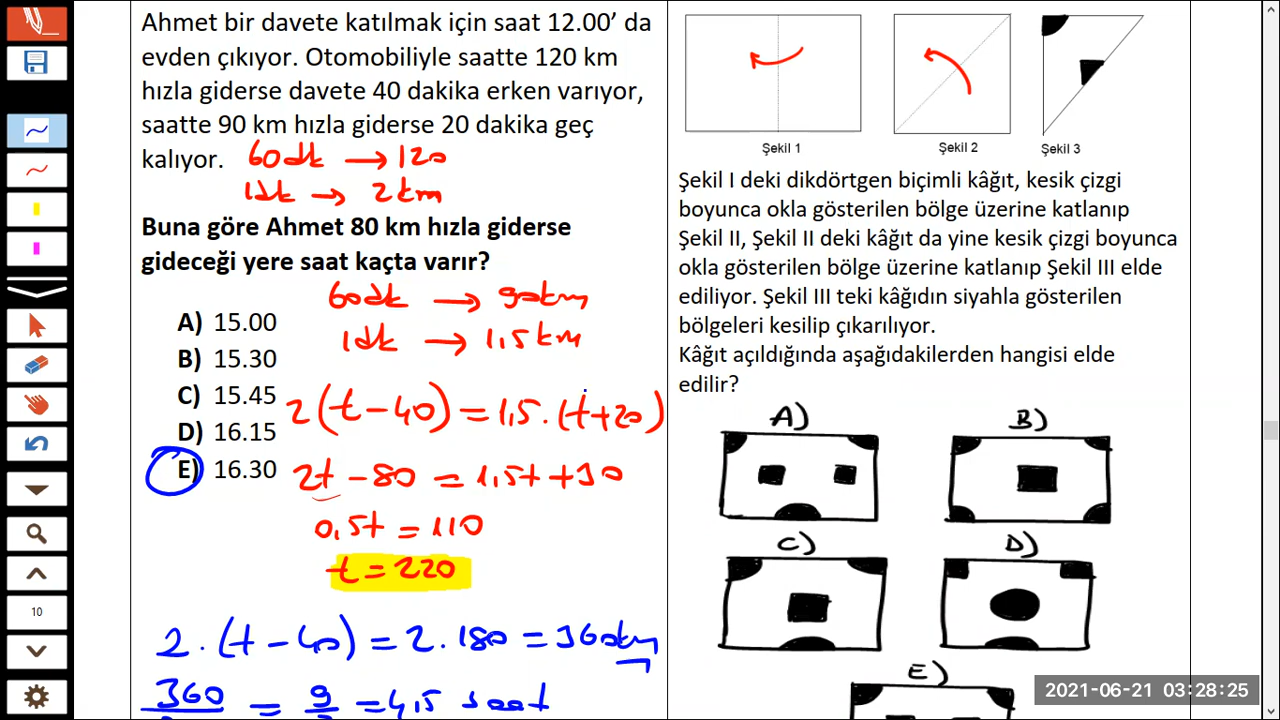 Ahmet bir davete katılmak için saat 12.00’ da
evden çıkıyor. Otomobiliyle saatte 120 km
hızla giderse davete 40 dakika erken varıyor,
saatte 90 km hızla giderse 20 dakika geç
kalıyor.
60dk → 120
1dk → 2 km
Buna göre Ahmet 80 km hızla giderse
gideceği yere saat kaçta varır?
60dk → 90km
1dk → 1,5 km
A) 15.00
B) 15.30
C) 15.45
D) 16.15
E) 16.30
2(t-40) = 1,5.(t+20)
2t - 80 = 1,5t + 30
0,5t = 110
t = 220
2.(t-40) = 2.180 = 360km
360 = 9 = 4,5 saat
10
Şekil 1
Şekil 2
Şekil 3
Şekil I deki dikdörtgen biçimli kâğıt, kesik çizgi
boyunca okla gösterilen bölge üzerine katlanıp
Şekil II, Şekil II deki kâğıt da yine kesik çizgi boyunca
okla gösterilen bölge üzerine katlanıp Şekil III elde
ediliyor. Şekil III teki kâğıdın siyahla gösterilen
bölgeleri kesilip çıkarılıyor.
Kâğıt açıldığında aşağıdakilerden hangisi elde
edilir?
A)
B)
C)
D)
E)
2021-06-21 03:28:25